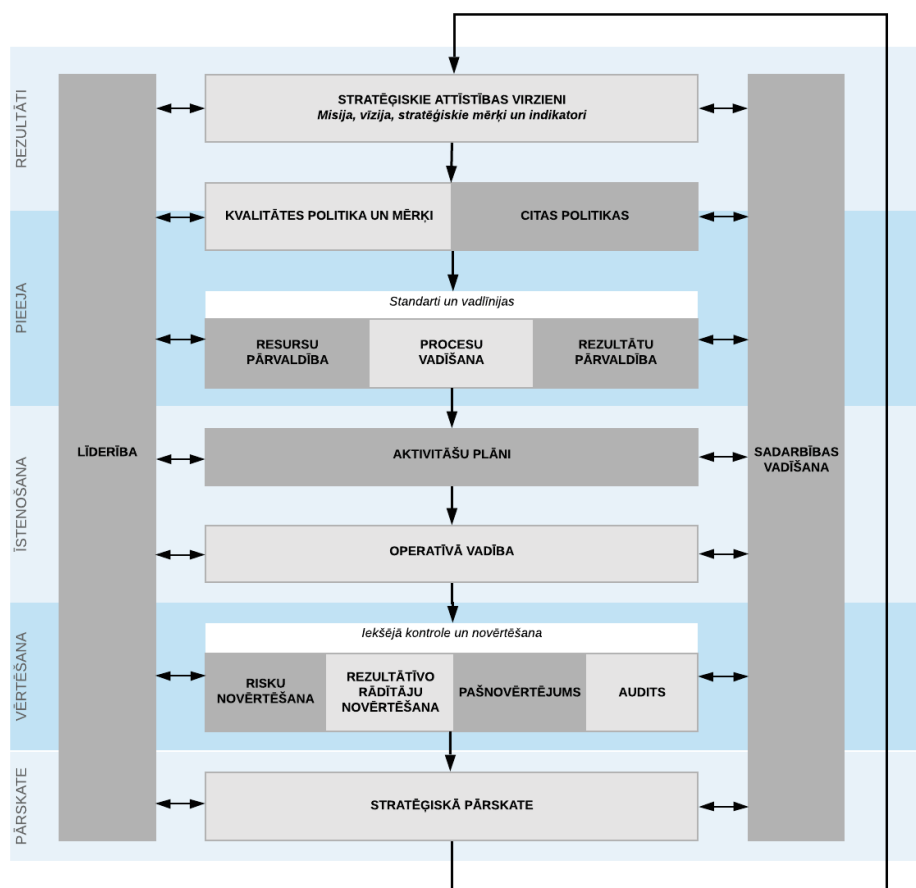 REZULTĀTI
STRATĒĢISKIE ATTĪSTĪBAS VIRZIENI
Misija, vīzija, stratēģiskie mērķi un indikatori
KVALITĀTES POLITIKA UN MĒRĶI
CITAS POLITIKAS
PIEEJA
Standarti un vadlīnijas
RESURSU
PĀRVALDĪBA
PROCESU
VADĪŠANA
REZULTĀTU
PĀRVALDĪBA
LĪDERĪBA
ĪSTENOŠANA
AKTIVITĀŠU PLĀNI
SADARBĪBAS
VADĪŠANA
OPERATĪVĀ VADĪBA
VĒRTĒŠANA
Iekšējā kontrole un novērtēšana
RISKU
NOVĒRTĒŠANA
REZULTĀTĪVO
RĀDĪTĀJU
NOVĒRTĒŠANA
PAŠNOVĒRTĒJUMS
AUDITS
PĀRSKATE
STRATĒĢISKĀ PĀRSKATE